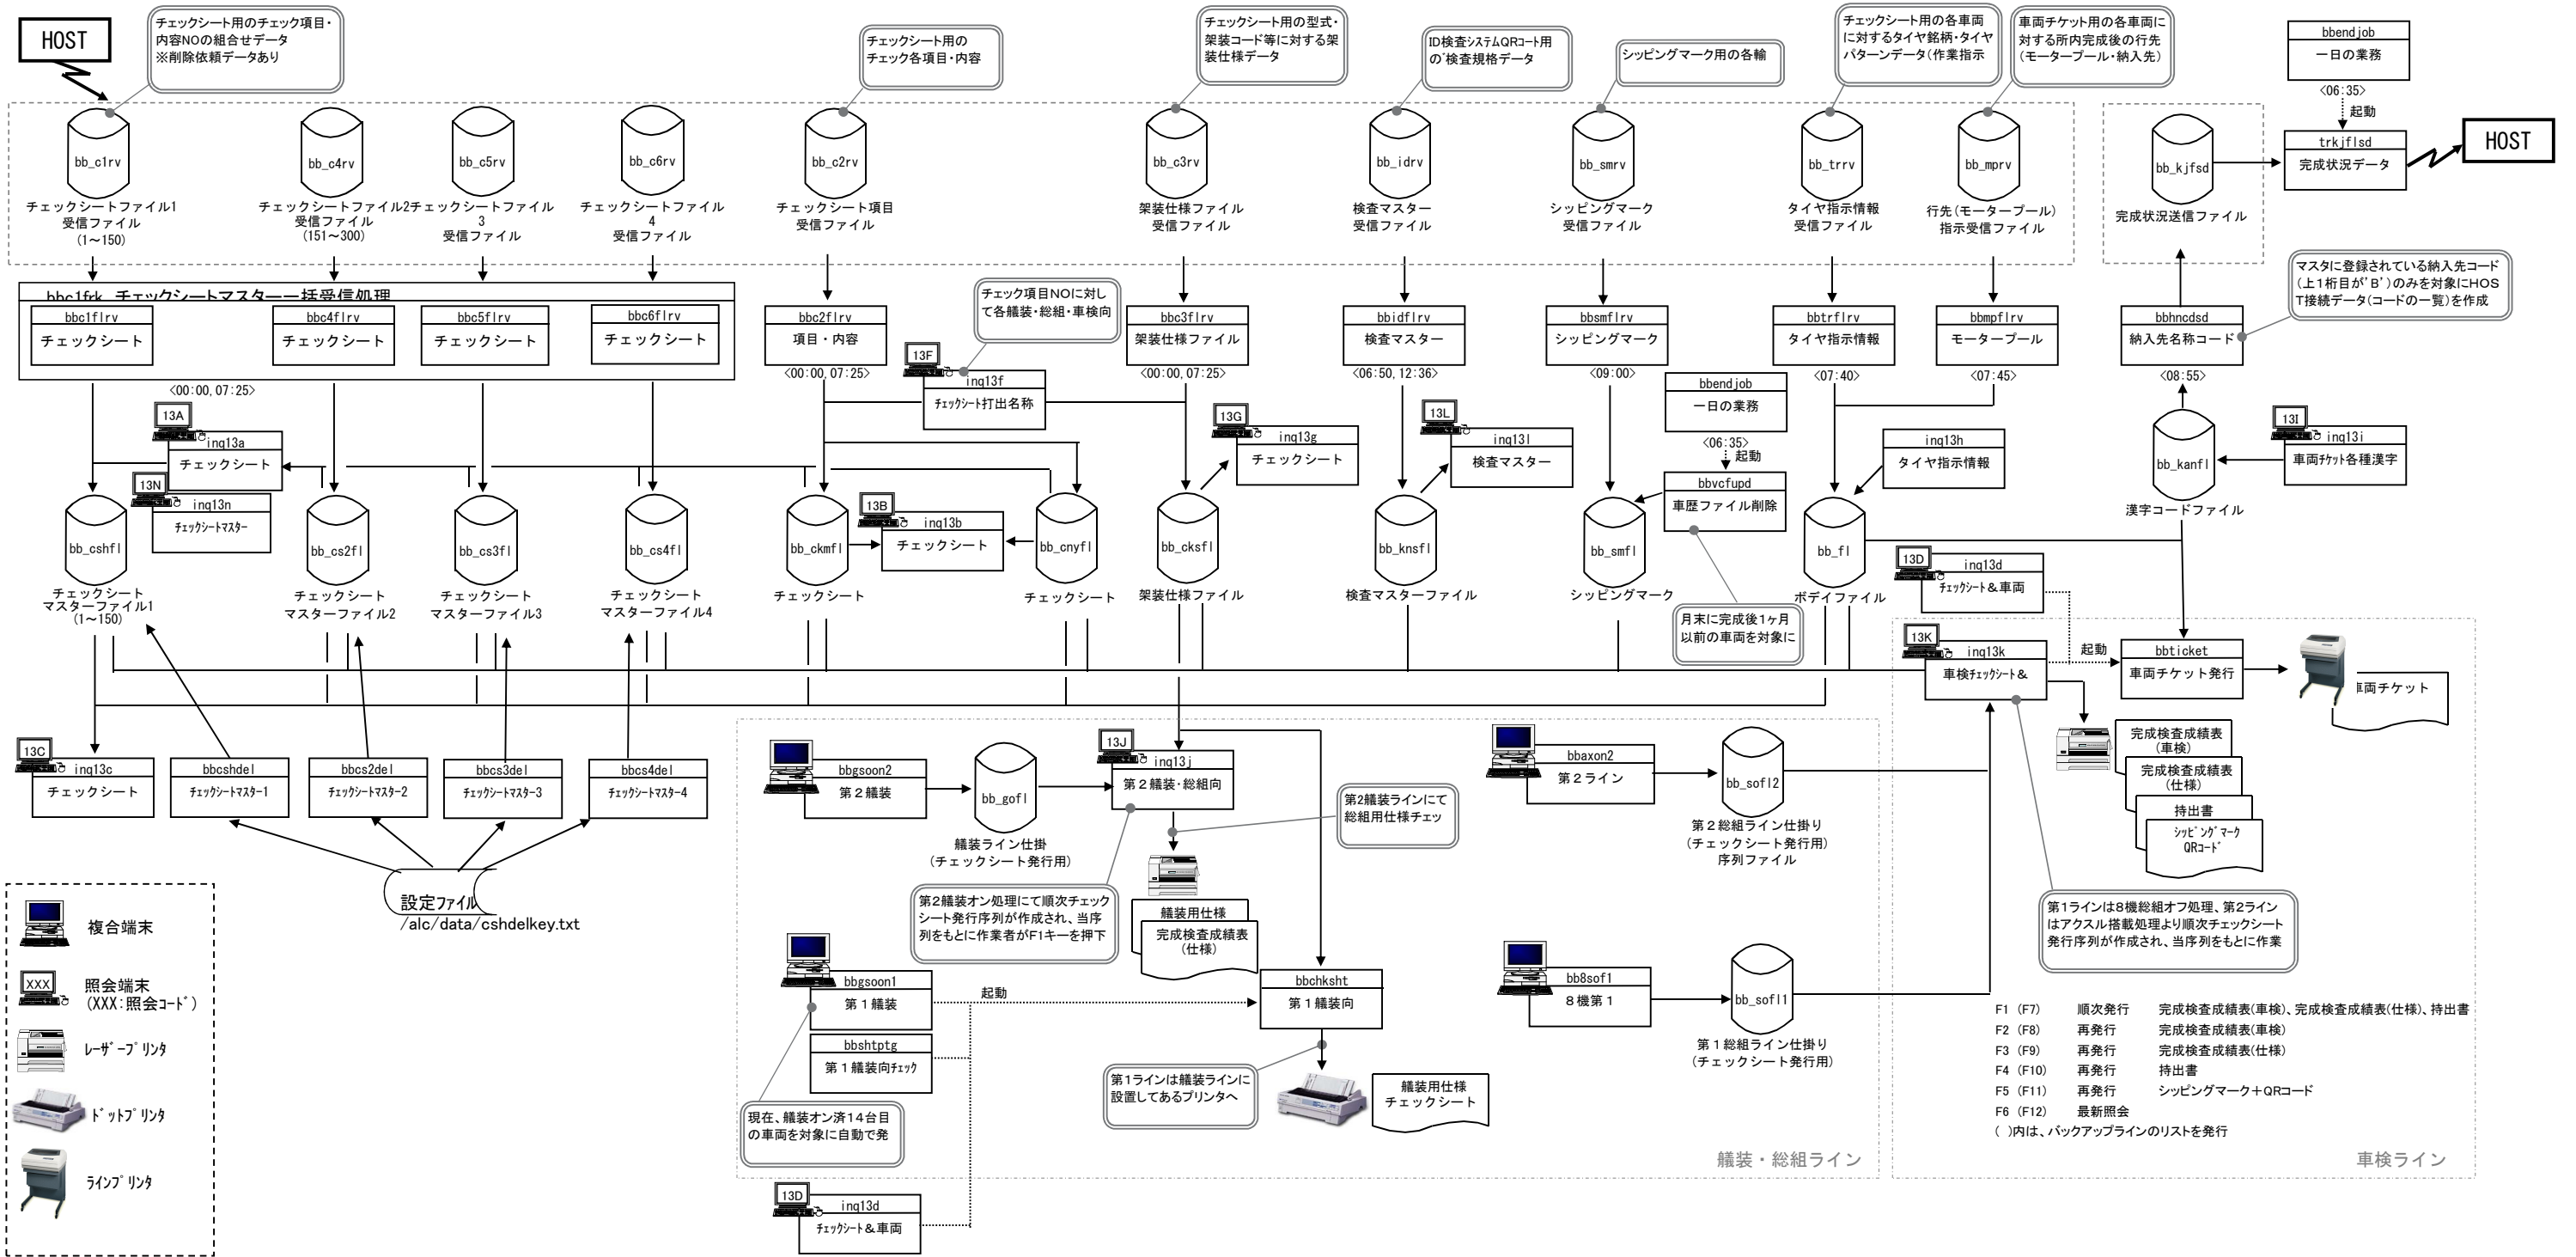 HOST
チェックシート用のチェック項目・
内容NOの組合せデータ
※削除依頼データあり
チェックシート用の
チェック各項目・内容
チェックシート用の型式・
架装コード等に対する架
装仕様データ
ID検査システムQRコート用
の゛検査規格データ
シッピングマーク用の各輸
チェックシート用の各車両
に対するタイヤ銘柄・タイヤ
パターンデータ(作業指示
車両チケット用の各車両に
対する所内完成後の行先
(モータープール・納入先)
bbendjob
一日の業務
<06:35>
起動
trkjflsd
完成状況データ
HOST
bb_c1rv
チェックシートファイル1
受信ファイル
(1～150)
bb_c4rv
チェックシートファイル2
受信ファイル
(151～300)
bb_c5rv
チェックシートファイル
3
受信ファイル
bb_c6rv
チェックシートファイル
4
受信ファイル
bb_c2rv
チェックシート項目
受信ファイル
bb_c3rv
架装仕様ファイル
受信ファイル
bb_idrv
検査マスター
受信ファイル
bb_smrv
シッピングマーク
受信ファイル
bb_trrv
タイヤ指示情報
受信ファイル
bb_mprv
行先(モータープール)
指示受信ファイル
bb_kjfsd
完成状況送信ファイル
マスタに登録されている納入先コード
(上1桁目が'B')のみを対象にHOS
T接続データ(コードの一覧)を作成
bbc1frk チェックシートマスター一括受信処理
bbc1flrv
チェックシート
bbc4flrv
チェックシート
bbc5flrv
チェックシート
bbc6flrv
チェックシート
<00:00,07:25>
bbc2flrv
項目・内容
<00:00,07:25>
チェック項目NOに対し
て各艤装・総組・車検向
13F
inq13f
ﾁｪｯｸｼｰﾄ打出名称
bbc3flrv
架装仕様ファイル
<00:00,07:25>
bbidflrv
検査マスター
<06:50,12:36>
bbsmflrv
シッピングマーク
<09:00>
bbtrflrv
タイヤ指示情報
<07:40>
bbmpflrv
モータープール
<07:45>
bbhncdsd
納入先名称コード
<08:55>
13A
inq13a
チェックシート
13N
inq13n
ﾁｪｯｸｼｰﾄﾏｽﾀｰ
13B
inq13b
チェックシート
13G
inq13g
チェックシート
13L
inq13l
検査マスター
bbendjob
一日の業務
<06:35>
起動
bbvcfupd
車歴ファイル削除
月末に完成後1ヶ月
以前の車両を対象に
inq13h
タイヤ指示情報
bb_kanfl
漢字コードファイル
13I
inq13i
車両ﾁｹｯﾄ各種漢字
bb_cshfl
チェックシート
マスターファイル1
(1～150)
bb_cs2fl
チェックシート
マスターファイル2
bb_cs3fl
チェックシート
マスターファイル3
bb_cs4fl
チェックシート
マスターファイル4
bb_ckmfl
チェックシート
bb_cnyfl
チェックシート
bb_cksfl
架装仕様ファイル
bb_knsfl
検査マスターファイル
bb_smfl
シッピングマーク
bb_fl
ボデイファイル
13D
inq13d
ﾁｪｯｸｼｰﾄ&車両
13K
inq13k
車検ﾁｪｯｸｼｰﾄ&
起動
bbticket
車両チケット発行
車両チケット
完成検査成績表
(車検)
完成検査成績表
(仕様)
持出書
ｼｯﾋﾟﾝｸﾞﾏｰｸ
QRｺｰﾄﾞ
第1ラインは8機総組オフ処理、第2ライン
はアクスル搭載処理より順次チェックシート
発行序列が作成され、当序列をもとに作業
13C
inq13c
チェックシート
bbcshdel
ﾁｪｯｸｼｰﾄﾏｽﾀｰ1
bbcs2del
ﾁｪｯｸｼｰﾄﾏｽﾀｰ2
bbcs3del
ﾁｪｯｸｼｰﾄﾏｽﾀｰ3
bbcs4del
ﾁｪｯｸｼｰﾄﾏｽﾀｰ4
設定ファイル
/alc/data/cshdelkey.txt
bbgsoon2
第2艤装
bb_gofl
艤装ライン仕掛
(チェックシート発行用)
13J
inq13j
第2艤装・総組向
第2艤装ラインにて
総組用仕様チェッ
第2艤装オン処理にて順次チェック
シート発行序列が作成され、当序
列をもとに作業者がF1キーを押下
艤装用仕様
完成検査成績表
(仕様)
bbgsoon1
第1艤装
起動
bbshtptg
第1艤装向ﾁｪｯｸ
現在、艤装オン済14台目
の車両を対象に自動で発
bbchksht
第1艤装向
第1ラインは艤装ラインに
設置してあるプリンタへ
艤装用仕様
チェックシート
13D
inq13d
ﾁｪｯｸｼｰﾄ&車両
bbaxon2
第2ライン
bb_sofl2
第2総組ライン仕掛り
(チェックシート発行用)
序列ファイル
bb8sof1
8機第1
bb_sofl1
第1総組ライン仕掛り
(チェックシート発行用)
艤装・総組ライン
F1 (F7) 順次発行 完成検査成績表(車検)、完成検査成績表(仕様)、持出書
F2 (F8) 再発行 完成検査成績表(車検)
F3 (F9) 再発行 完成検査成績表(仕様)
F4 (F10) 再発行 持出書
F5 (F11) 再発行 シッピングマーク+QRコード
F6 (F12) 最新照会
( )内は、バックアップラインのリストを発行
車検ライン
複合端末
XXX
照会端末
(XXX:照会ｺｰﾄﾞ)
ﾚｰｻﾞｰﾌﾟﾘﾝﾀ
ﾄﾞｯﾄﾌﾟﾘﾝﾀ
ﾗｲﾝﾌﾟﾘﾝﾀ